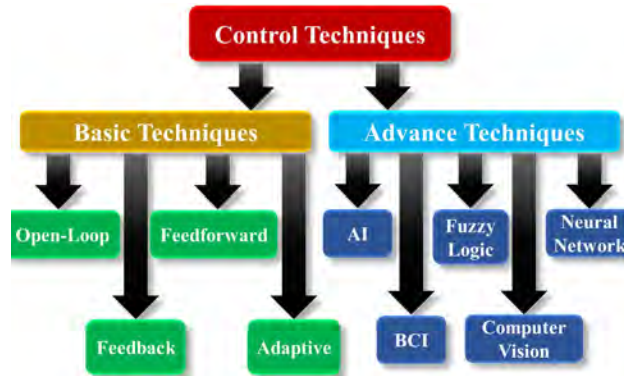 Control Techniques
Basic Techniques
Advance Techniques
Open-Loop
Feedforward
AI
Fuzzy
Logic
Neural
Network
Feedback
Adaptive
BCI
Computer
Vision